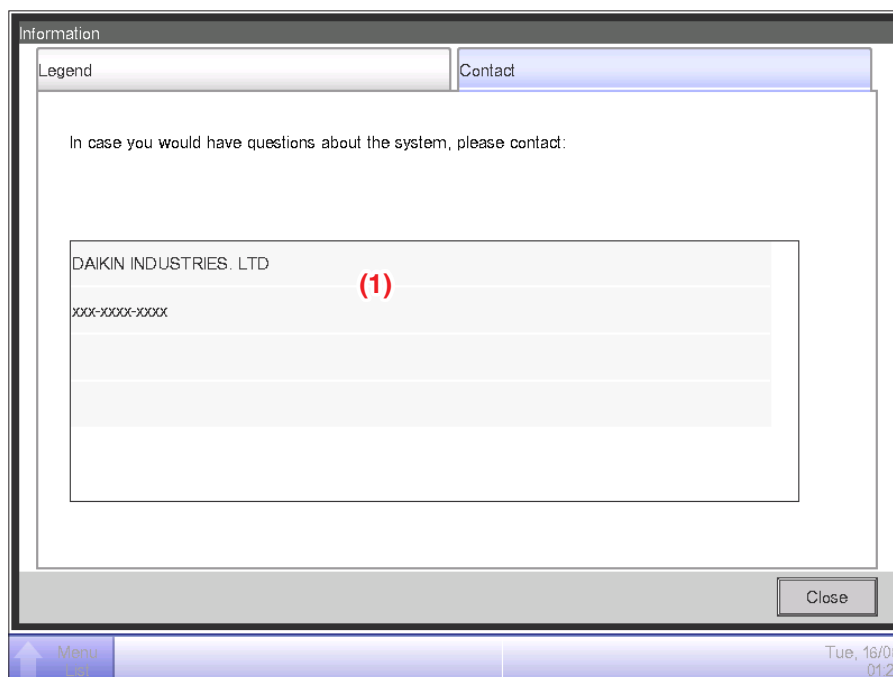 Information
Legend
Contact
In case you would have questions about the system, please contact:
DAIKIN INDUSTRIES. LTD
(1)
xxx-xxxx-xxxx
Close
Menu
List
Tue, 16/0
01:2